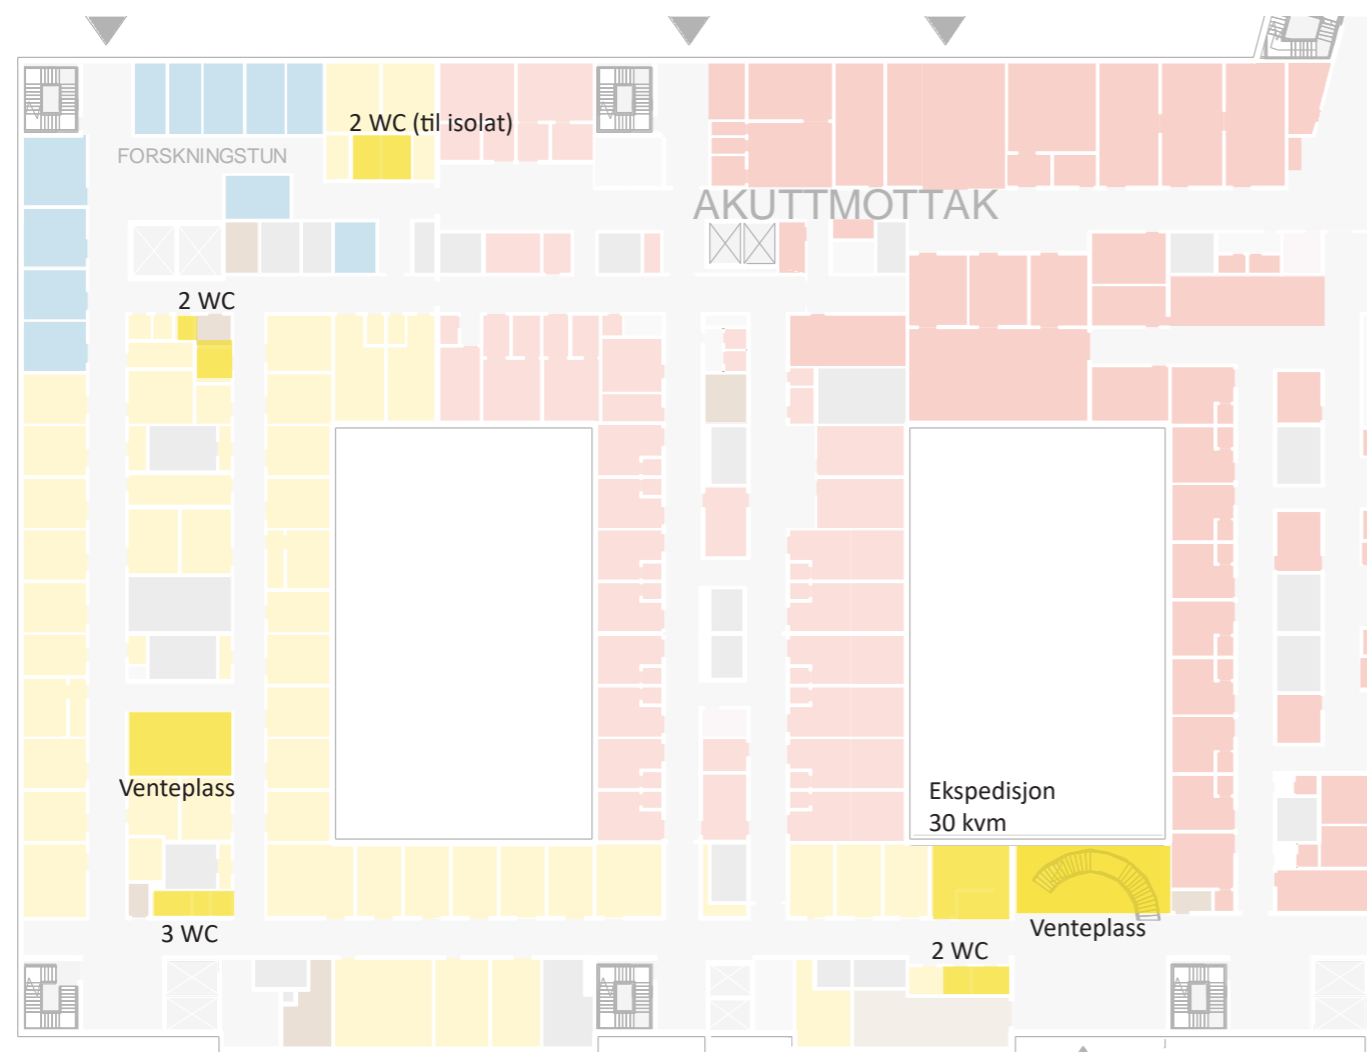 2 WC (til isolat)
FORSKNINGSTUN
AKUTTMOTTAK
2 WC
Venteplass
Ekspedisjon
30 kvm
3 WC
Venteplass
2 WC